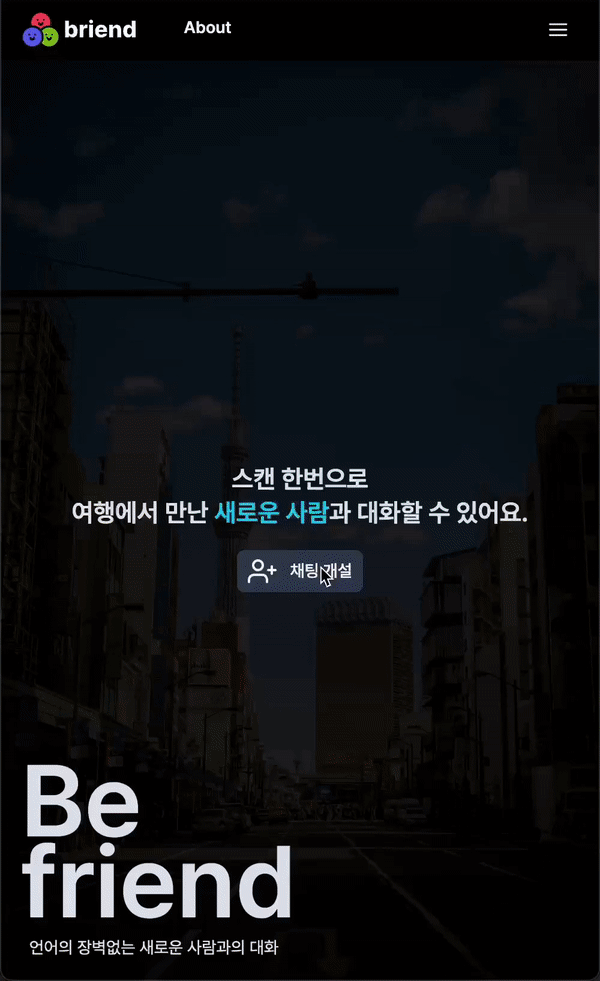 briend
About
스캔 한번으로
여행에서 만난 새로운 사람과 대화할 수 있어요.
채팅 개설
Be
friend
언어의 장벽없는 새로운 사람과의 대화